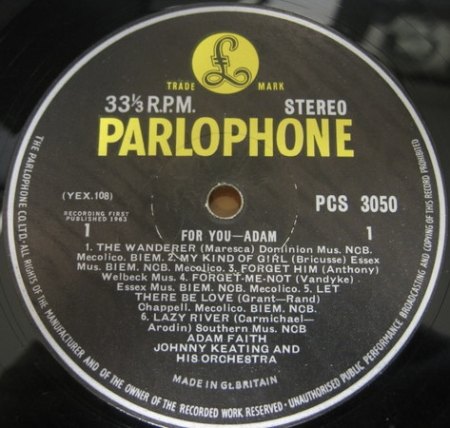 £
TRADE MARK
33⅓ R.P.M. STEREO
PARLOPHONE
(YEX.108) PCS 3050
RECORDING FIRST
PUBLISHED 1963
1 FOR YOU—ADAM 1
1. THE WANDERER (Maresca) Dominion Mus. NCB.
Mecolico. BIEM. 2. MY KIND OF GIRL (Bricusse) Essex
Mus. BIEM. NCB. Mecolico. 3. FORGET HIM (Anthony)
Welbeck Mus. 4. FORGET-ME-NOT (Vandyke)
Essex Mus. BIEM. NCB. Mecolico. 5. LET
THERE BE LOVE (Grant—Rand)
Chappell. Mecolico. BIEM. NCB.
6. LAZY RIVER (Carmichael—
Arodin) Southern Mus. NCB
ADAM FAITH
JOHNNY KEATING AND
HIS ORCHESTRA
MADE IN GT. BRITAIN
THE PARLOPHONE CO. LTD · ALL RIGHTS OF THE MANUFACTURER AND OF THE OWNER OF THE RECORDED WORK RESERVED · UNAUTHORISED PUBLIC PERFORMANCE BROADCASTING AND COPYING OF THIS RECORD PROHIBITED